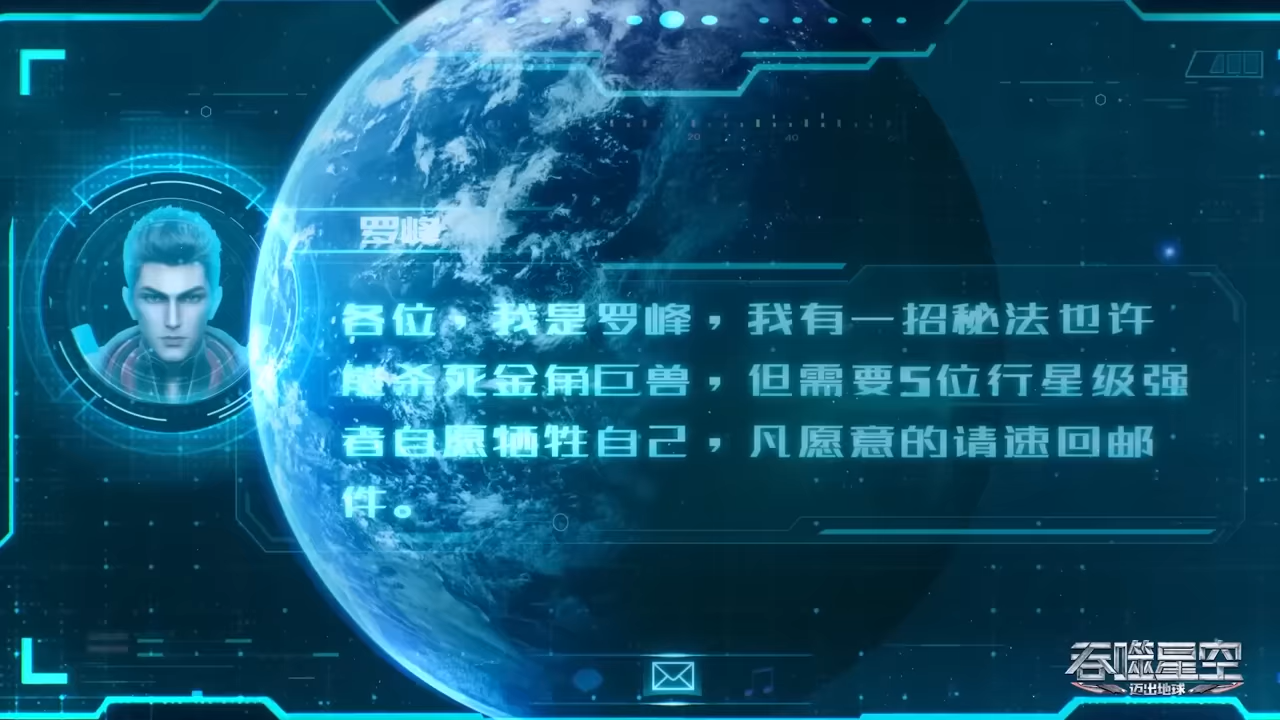 20
40
罗峰
各位，我是罗峰，我有一招秘法也许
能杀死金角巨兽，但需要5位行星级强
者自愿牺牲自己，凡愿意的请速回邮
件。
吞噬星空
迈出地球